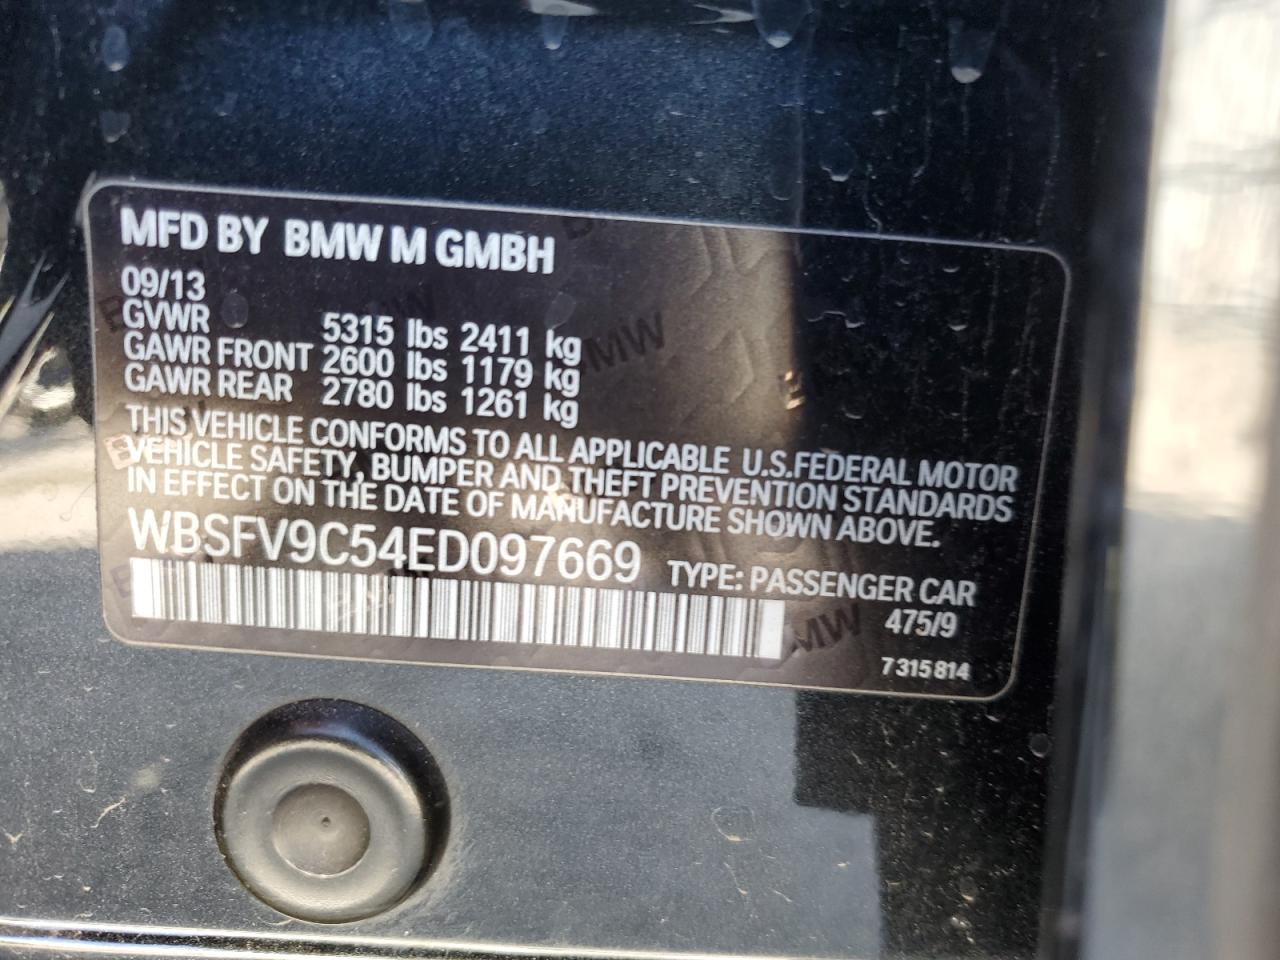 MFD BY BMW M GMBH
09/13
GVWR 5315 lbs 2411 kg
GAWR FRONT 2600 lbs 1179 kg
GAWR REAR 2780 lbs 1261 kg
THIS VEHICLE CONFORMS TO ALL APPLICABLE U.S.FEDERAL MOTOR
VEHICLE SAFETY, BUMPER AND THEFT PREVENTION STANDARDS
IN EFFECT ON THE DATE OF MANUFACTURE SHOWN ABOVE.
WBSFV9C54ED097669 TYPE: PASSENGER CAR
475/9
7 315 814